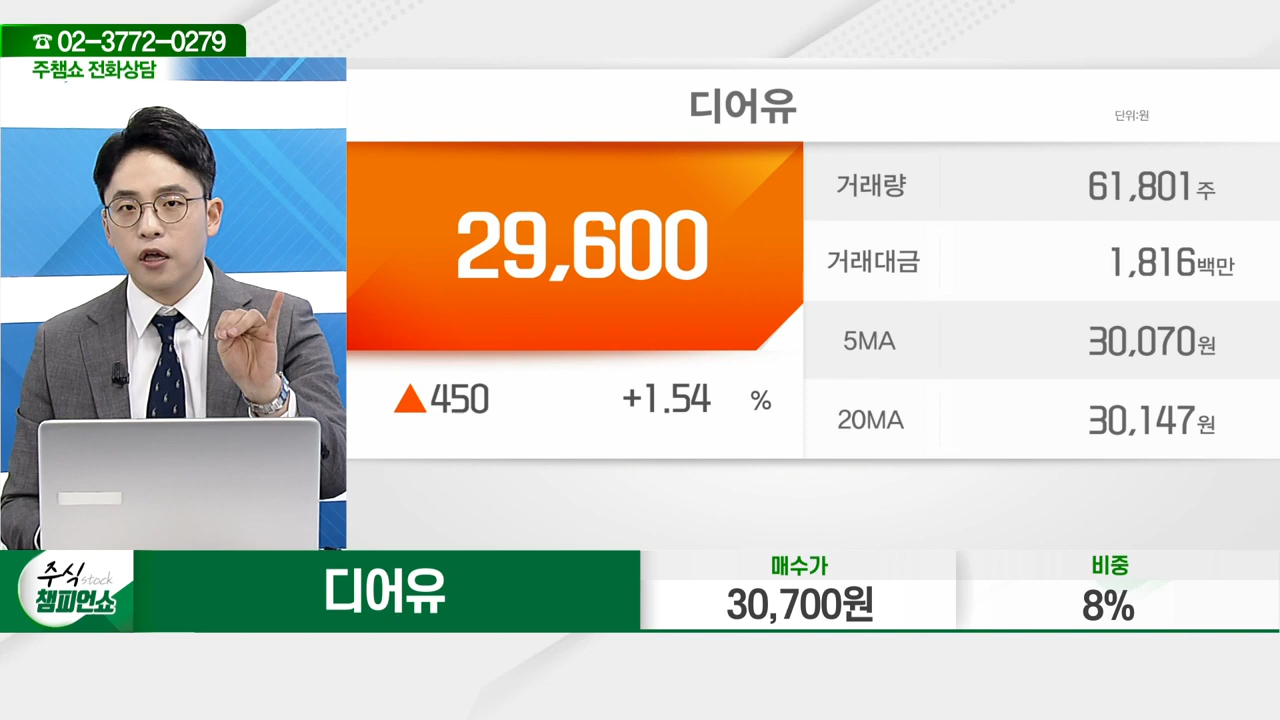 ☎ 02-3772-0279
주챔쇼 전화상담
디어유
단위:원
29,600
▲450 +1.54 %
거래량 61,801주
거래대금 1,816백만
5MA 30,070원
20MA 30,147원
주식 stock
챔피언쇼
디어유
매수가
30,700원
비중
8%